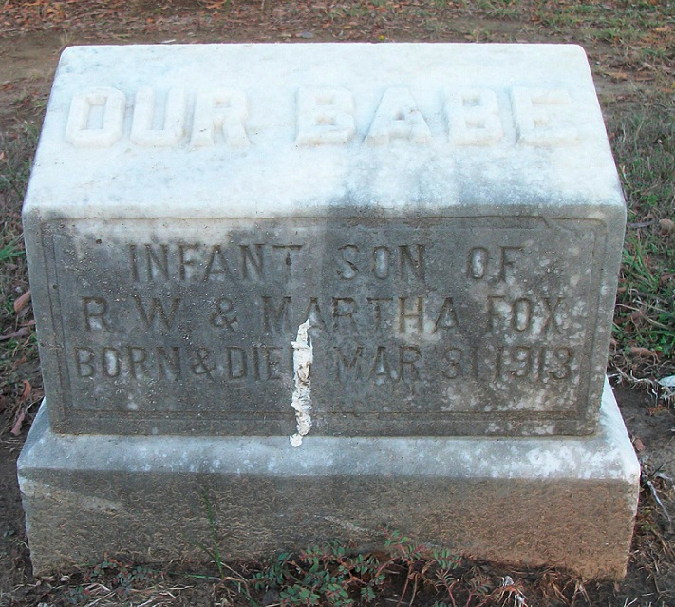 OUR BABE
INFANT SON OF
R. W. & MARTHA FOX
BORN & DIED MAR 31, 1913